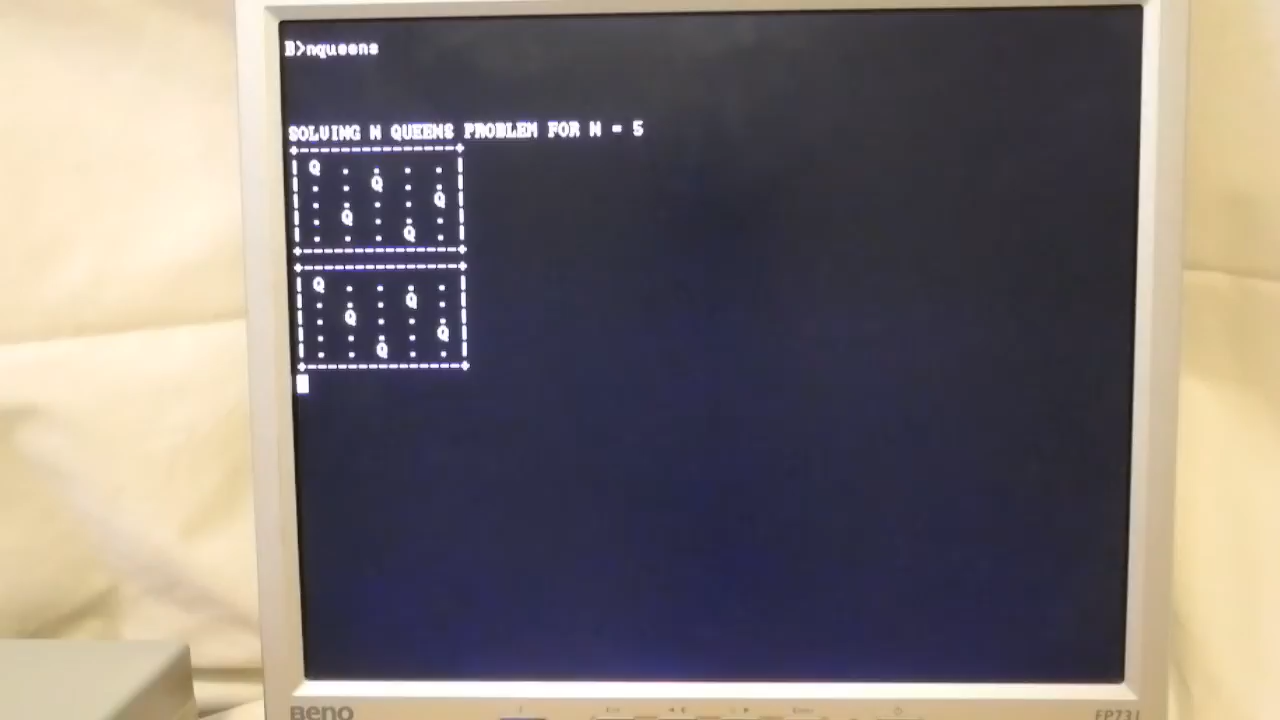 B>nqueens
SOLVING N QUEENS PROBLEM FOR N = 5
+----------------+
| Q . . . . |
| . . Q . . |
| . . . . Q |
| . Q . . . |
| . . . Q . |
+----------------+
+----------------+
| Q . . . . |
| . . . Q . |
| . Q . . . |
| . . . . Q |
| . . Q . . |
+----------------+
BenQ
FP731